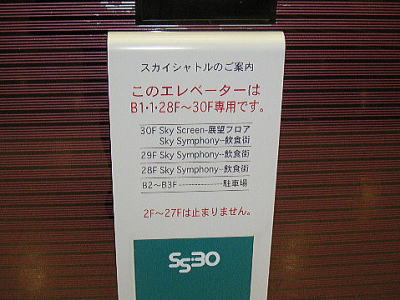 スカイシャトルのご案内
このエレベーターは
B1・1・28F〜30F専用です。
30F Sky Screen-展望フロア
Sky Symphony--飲食街
29F Sky Symphony--飲食街
28F Sky Symphony--飲食街
B2〜B3F---------------駐車場
2F〜27Fは止まりません。
SS30